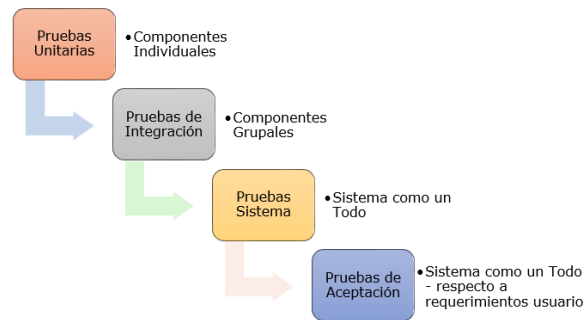 Pruebas
Unitarias
•Componentes
Individuales
Pruebas de
Integración
•Componentes
Grupales
Pruebas
Sistema
•Sistema como un
Todo
Pruebas de
Aceptación
•Sistema como un Todo
- respecto a
requerimientos usuario